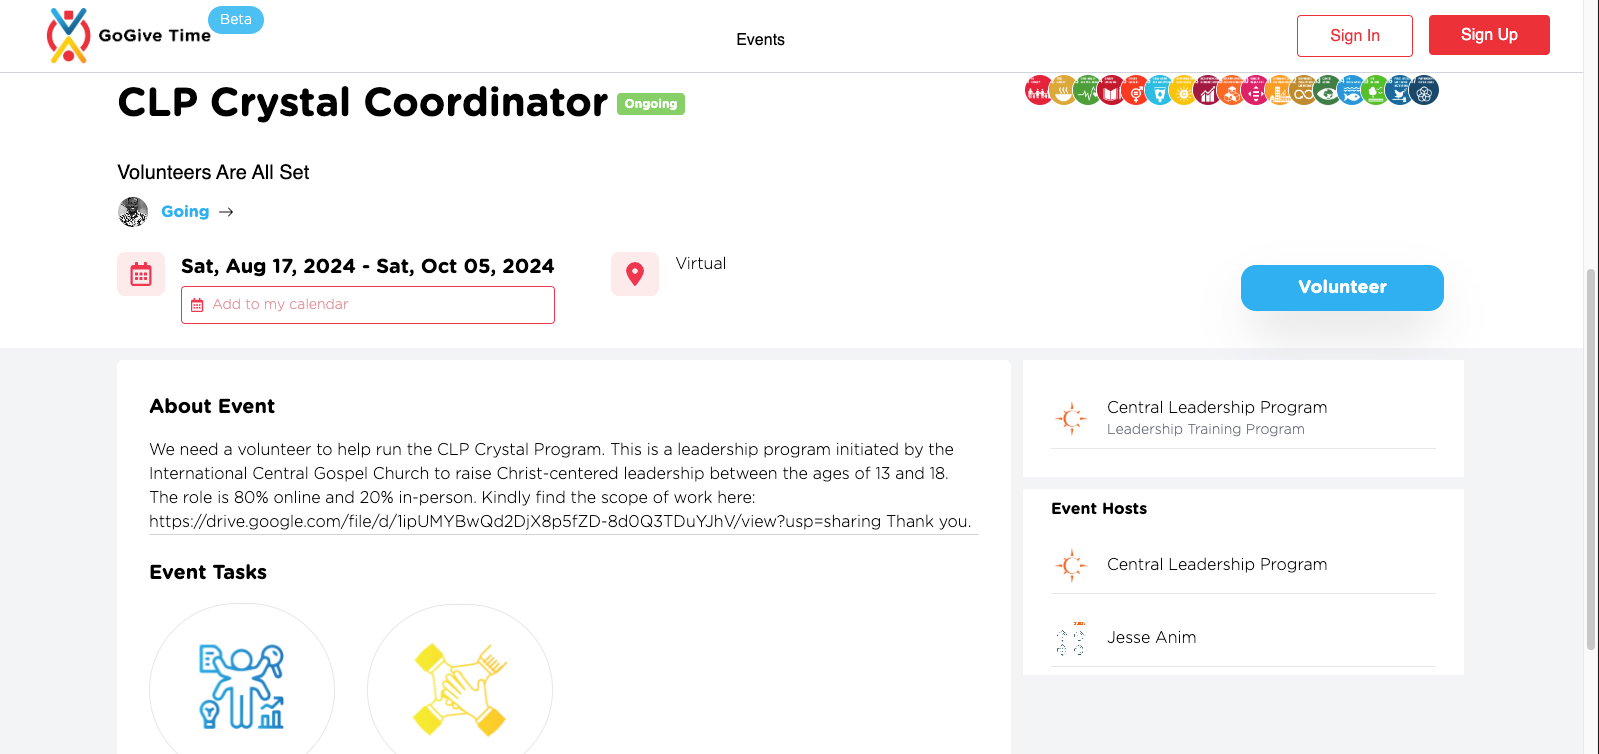 GoGive Time
Beta
Events
Sign In
Sign Up
CLP Crystal Coordinator
Ongoing
Volunteers Are All Set
Going →
Sat, Aug 17, 2024 - Sat, Oct 05, 2024
Add to my calendar
Virtual
Volunteer
About Event
We need a volunteer to help run the CLP Crystal Program. This is a leadership program initiated by the
International Central Gospel Church to raise Christ-centered leadership between the ages of 13 and 18.
The role is 80% online and 20% in-person. Kindly find the scope of work here:
https://drive.google.com/file/d/1ipUMYBwQd2DjX8p5fZD-8d0Q3TDuYJhV/view?usp=sharing Thank you.
Event Tasks
Central Leadership Program
Leadership Training Program
Event Hosts
Central Leadership Program
Jesse Anim